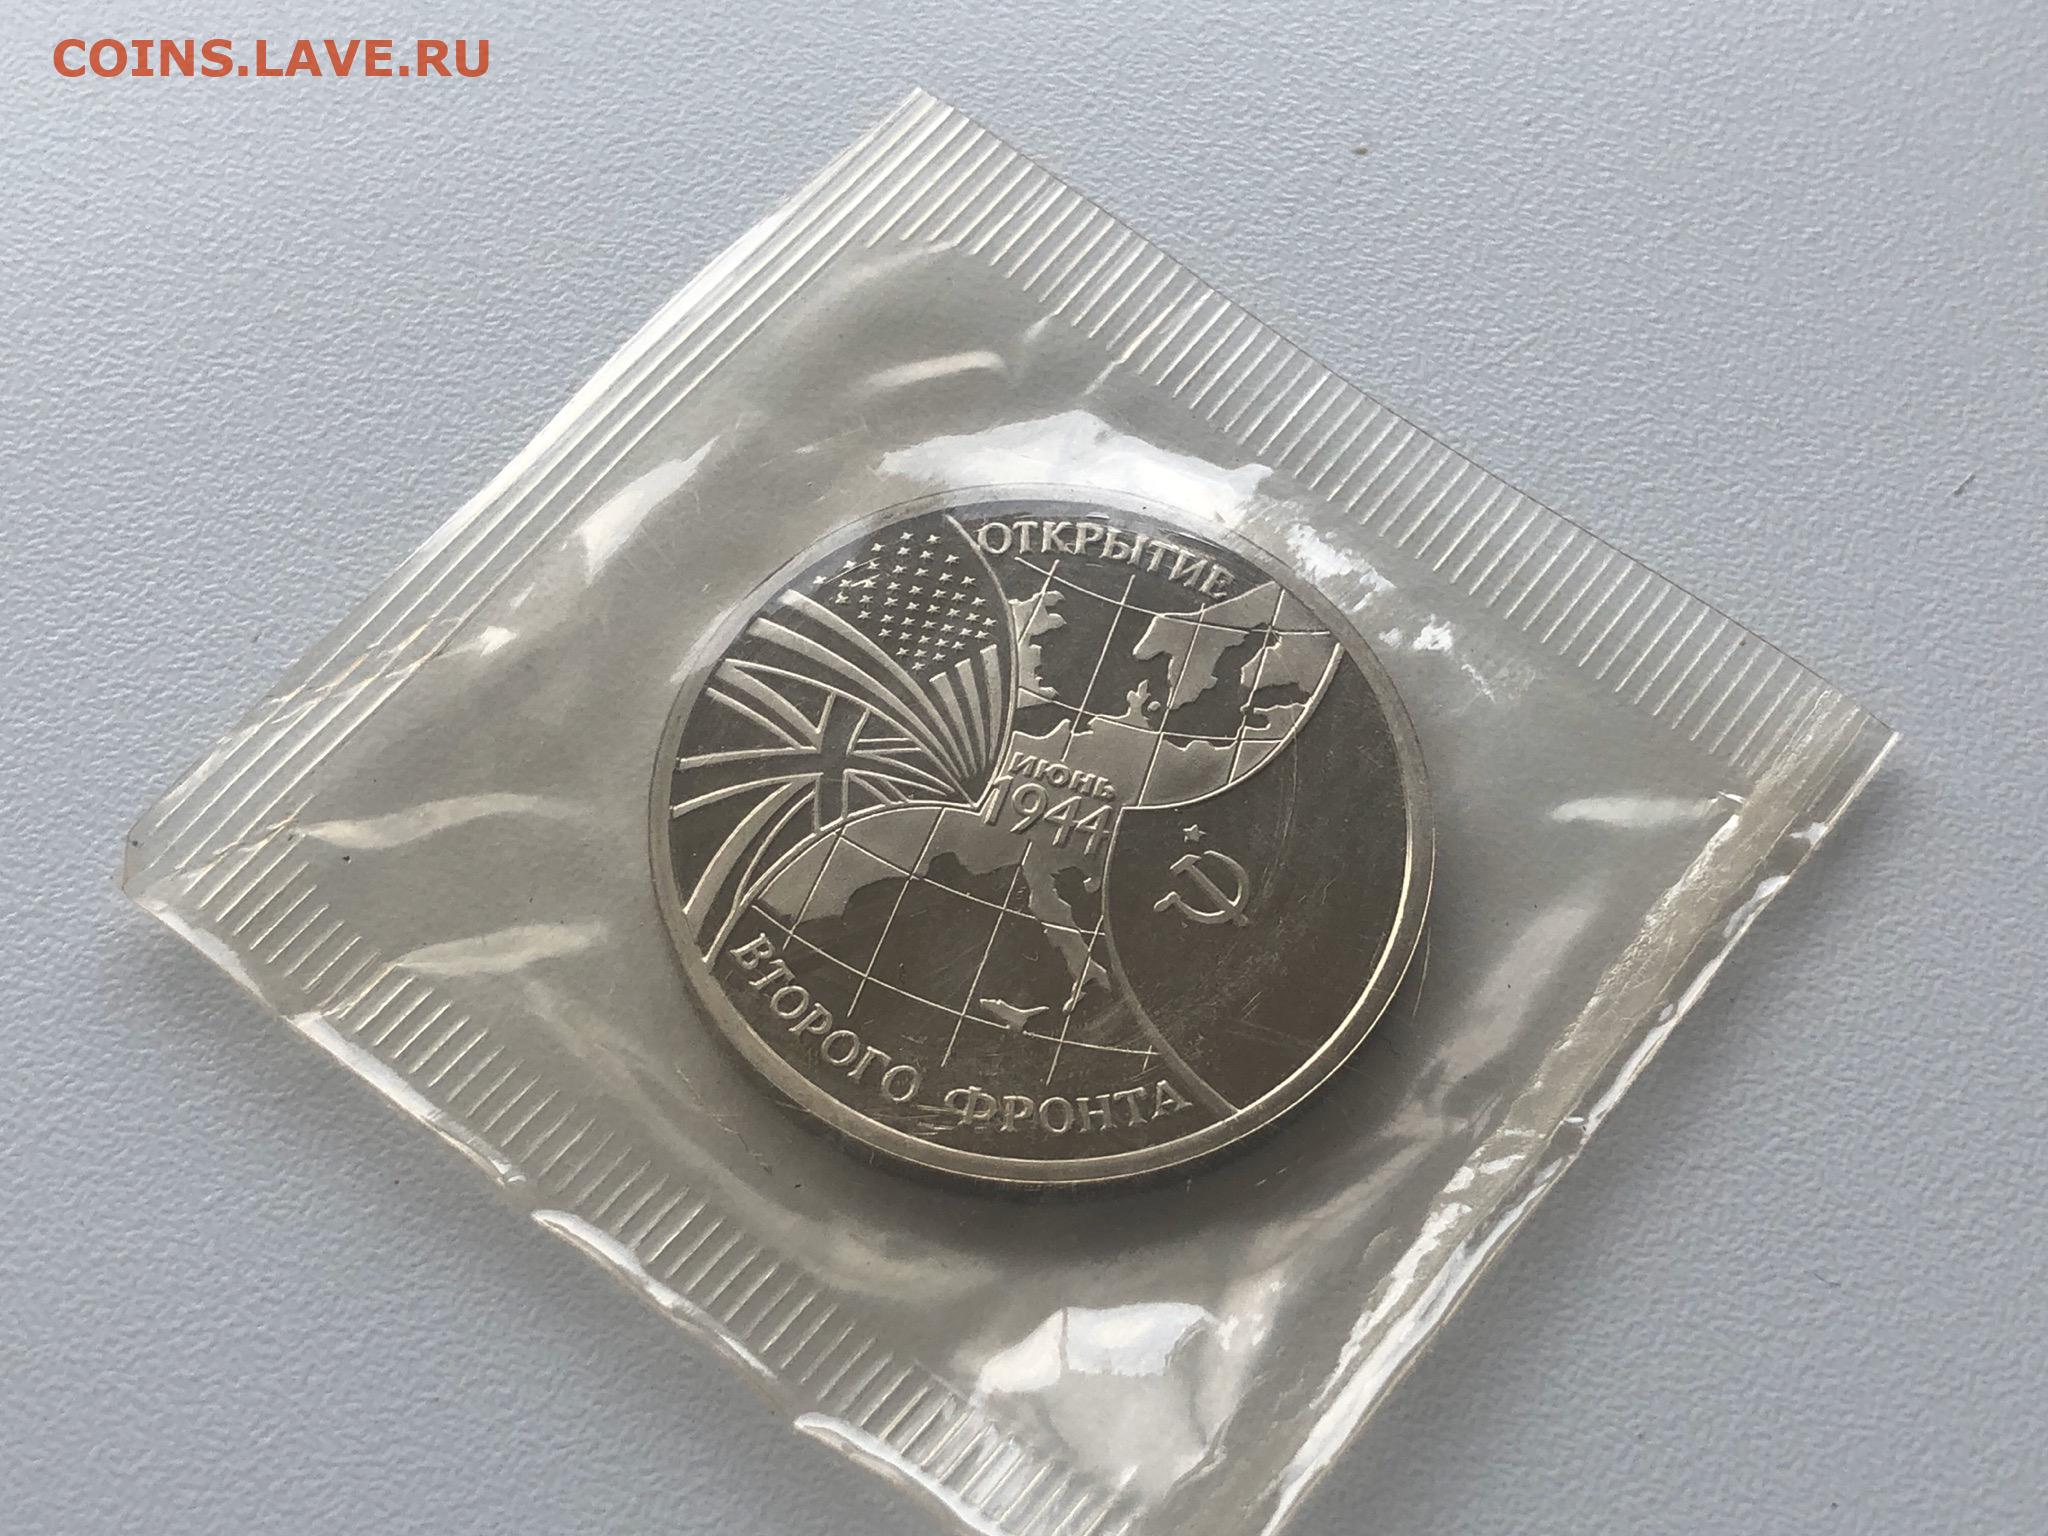 COINS.LAVE.RU
ОТКРЫТИЕ
ИЮНЬ
1944
ВТОРОГО ФРОНТА